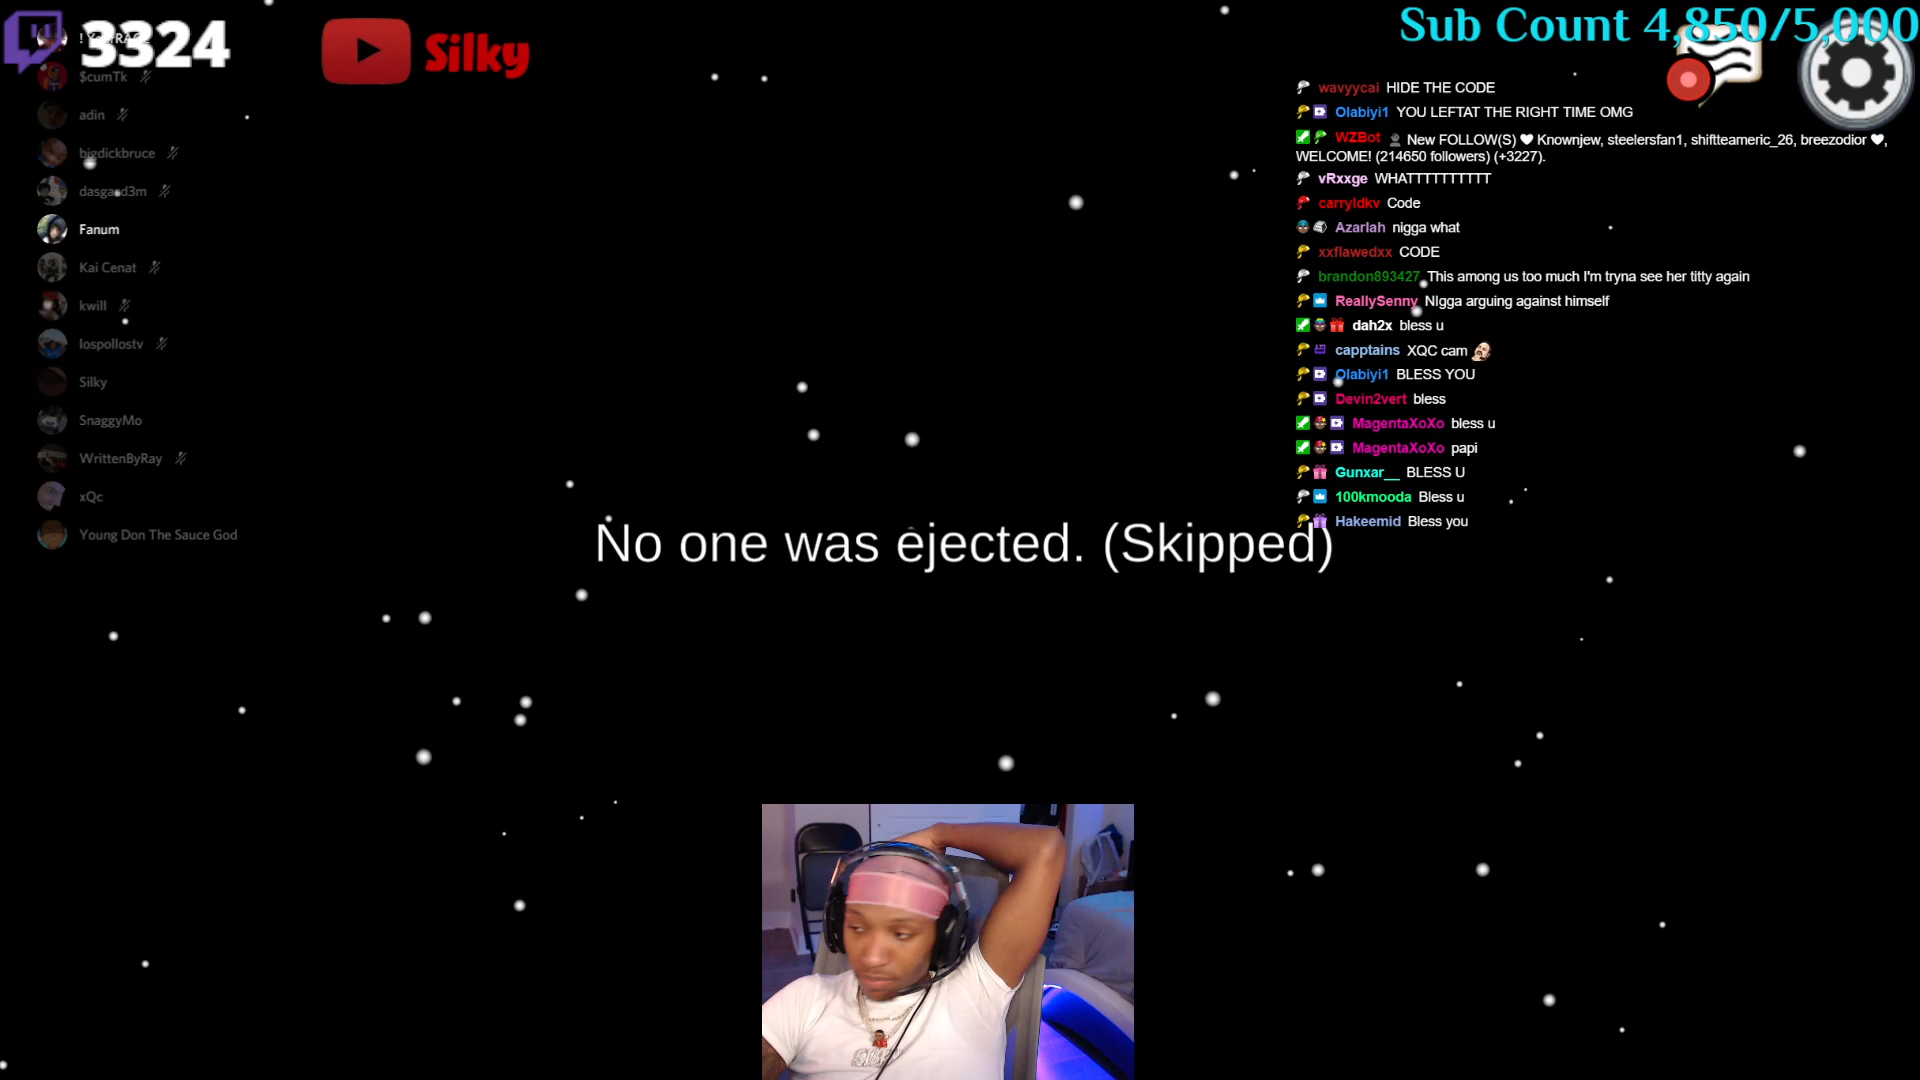 3324
Silky
Sub Count 4,850/5,000
$cumTk
adin
bigdickbruce
dasgasd3m
Fanum
Kai Cenat
kwill
lospollostv
Silky
SnaggyMo
WrittenByRay
xQc
Young Don The Sauce God
wavyycai HIDE THE CODE
Olabiyi1 YOU LEFTAT THE RIGHT TIME OMG
WZBot New FOLLOW(S) Knownjew, steelersfan1, shiftteameric_26, breezodior ,
WELCOME! (214650 followers) (+3227).
vRxxge WHATTTTTTTTTT
carryldkv Code
Azarlah nigga what
xxflawedxx CODE
brandon893427 This among us too much I'm tryna see her titty again
ReallySenny NIgga arguing against himself
dah2x bless u
capptains XQC cam
Olabiyi1 BLESS YOU
Devin2vert bless
MagentaXoXo bless u
MagentaXoXo papi
Gunxar__ BLESS U
100kmooda Bless u
Hakeemid Bless you
No one was ejected. (Skipped)